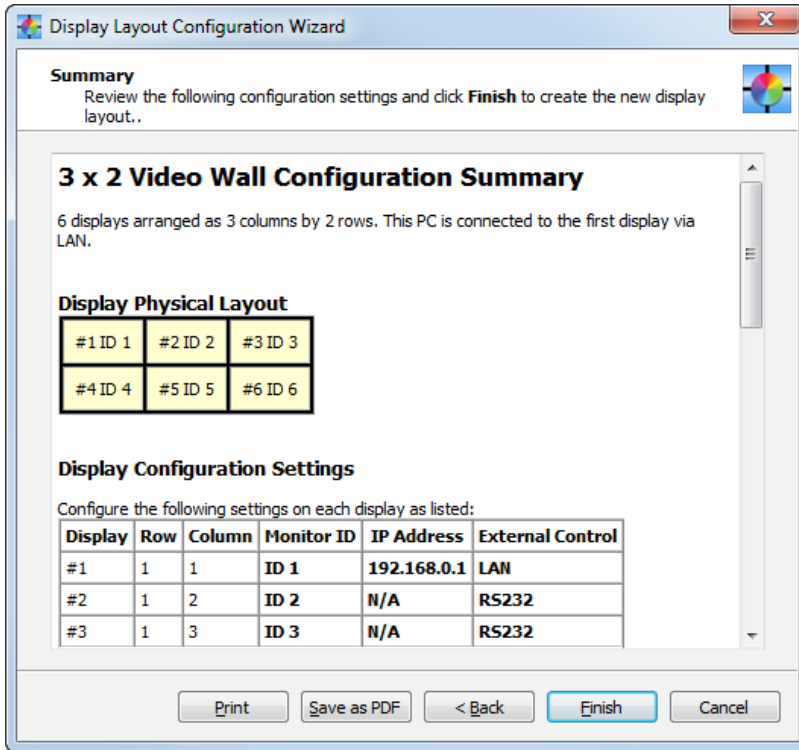 Display Layout Configuration Wizard
Summary
Review the following configuration settings and click Finish to create the new display
layout..
3 x 2 Video Wall Configuration Summary
6 displays arranged as 3 columns by 2 rows. This PC is connected to the first display via
LAN.
Display Physical Layout
#1 ID 1 #2 ID 2 #3 ID 3
#4 ID 4 #5 ID 5 #6 ID 6
Display Configuration Settings
Configure the following settings on each display as listed:
Display Row Column Monitor ID IP Address External Control
#1 1 1 ID 1 192.168.0.1 LAN
#2 1 2 ID 2 N/A RS232
#3 1 3 ID 3 N/A RS232
Print Save as PDF < Back Finish Cancel